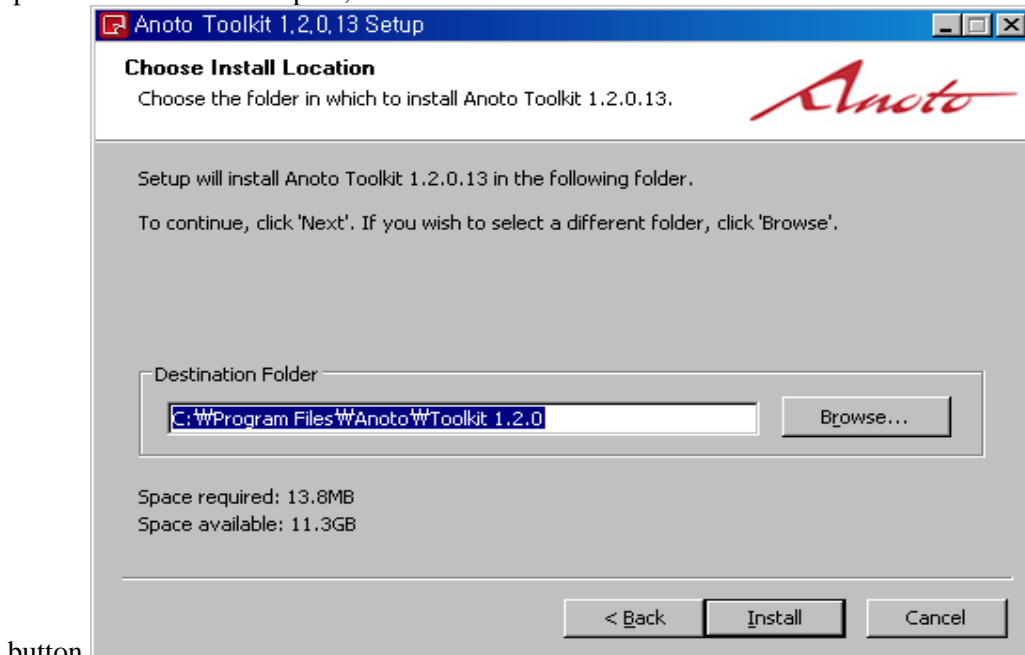 Anoto Toolkit 1,2,0,13 Setup
Choose Install Location
Choose the folder in which to install Anoto Toolkit 1.2.0.13.
Anoto
Setup will install Anoto Toolkit 1.2.0.13 in the following folder.
To continue, click 'Next'. If you wish to select a different folder, click 'Browse'.
Destination Folder
C:₩Program Files₩Anoto₩Toolkit 1.2.0
Browse...
Space required: 13.8MB
Space available: 11.3GB
< Back
Install
Cancel
button